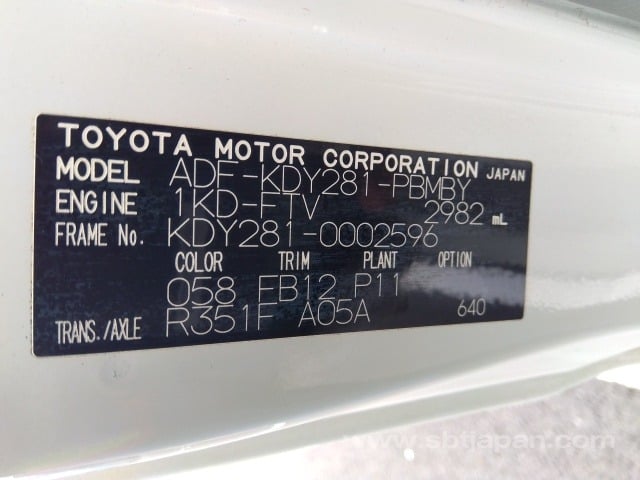 TOYOTA MOTOR CORPORATION JAPAN
MODEL ADF-KDY281-PBMBY
ENGINE 1KD-FTV 2982 mL
FRAME No. KDY281-0002596
COLOR TRIM PLANT OPTION
058 FB12 P11
TRANS./AXLE R351F A05A 640
www.sbtjapan.com